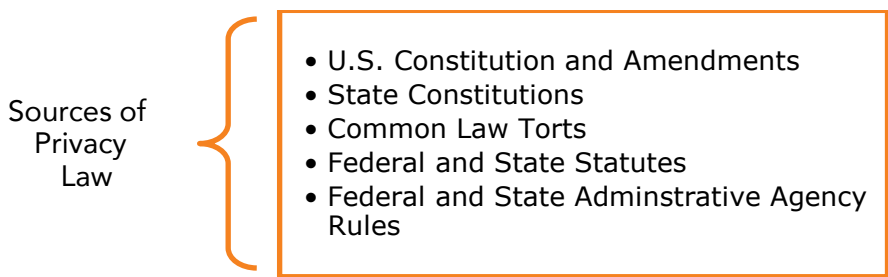 Sources of
Privacy
Law
• U.S. Constitution and Amendments
• State Constitutions
• Common Law Torts
• Federal and State Statutes
• Federal and State Adminstrative Agency
Rules